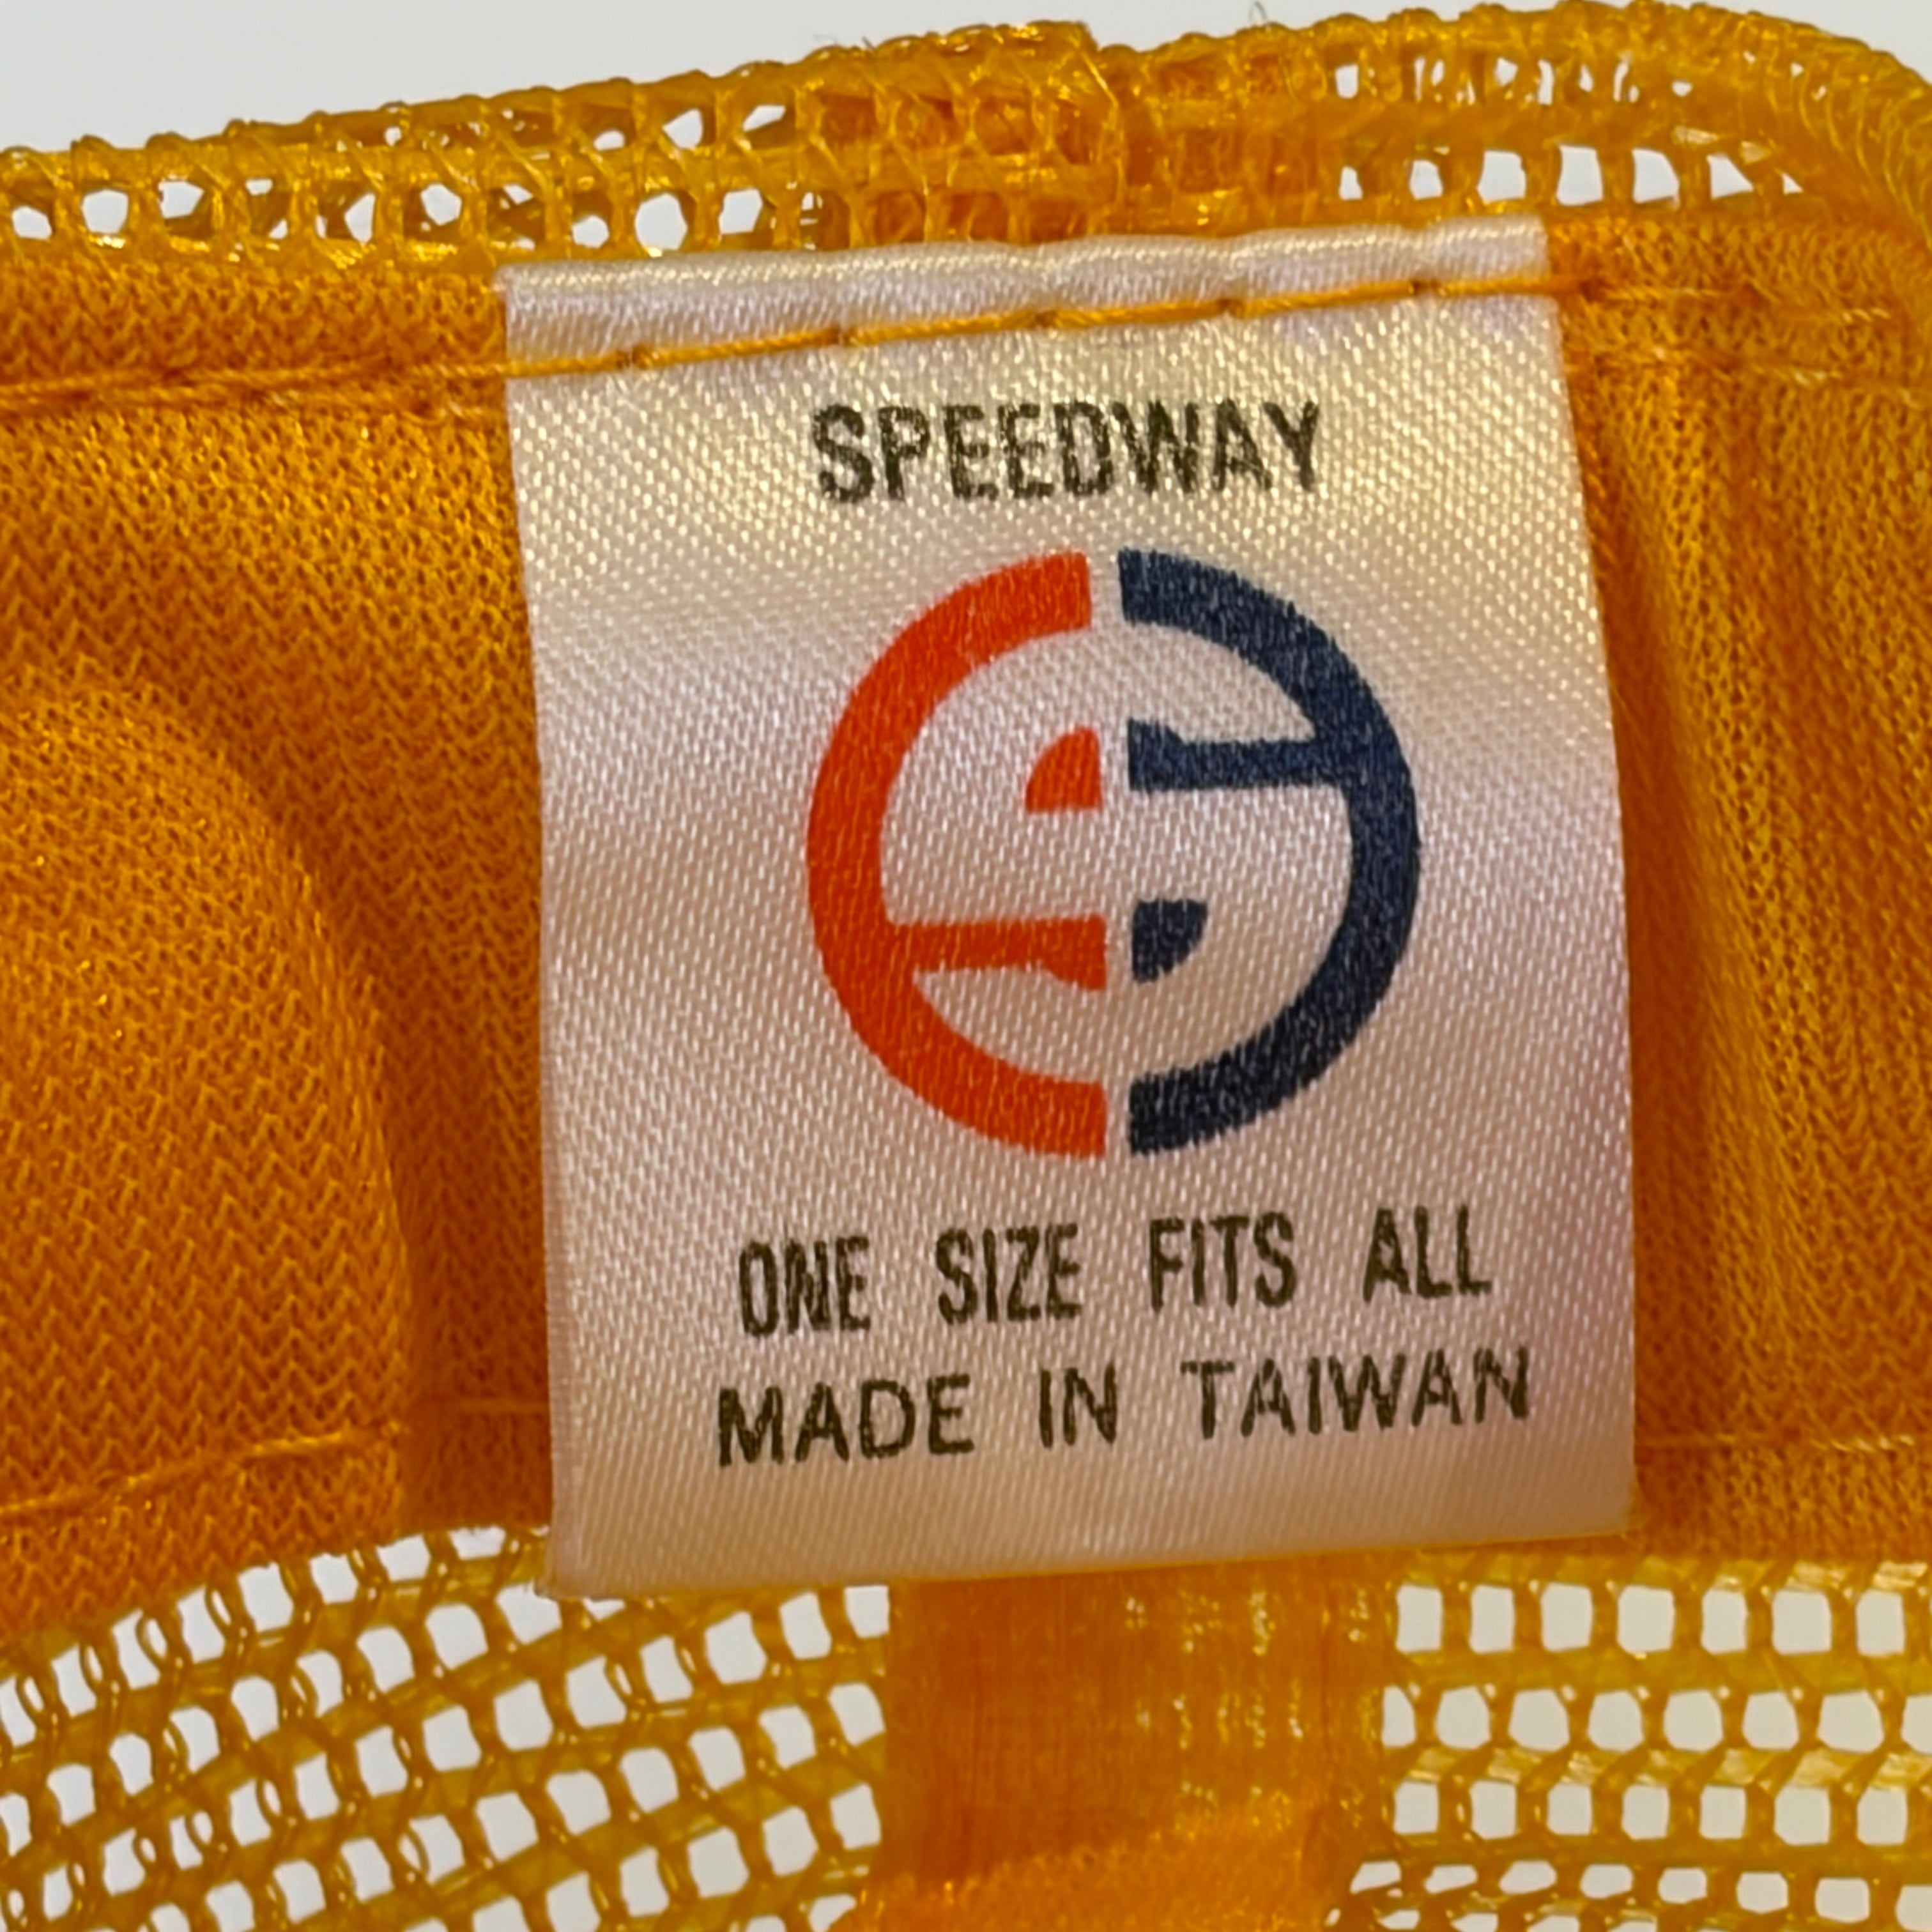 SPEEDWAY
ONE SIZE FITS ALL
MADE IN TAIWAN